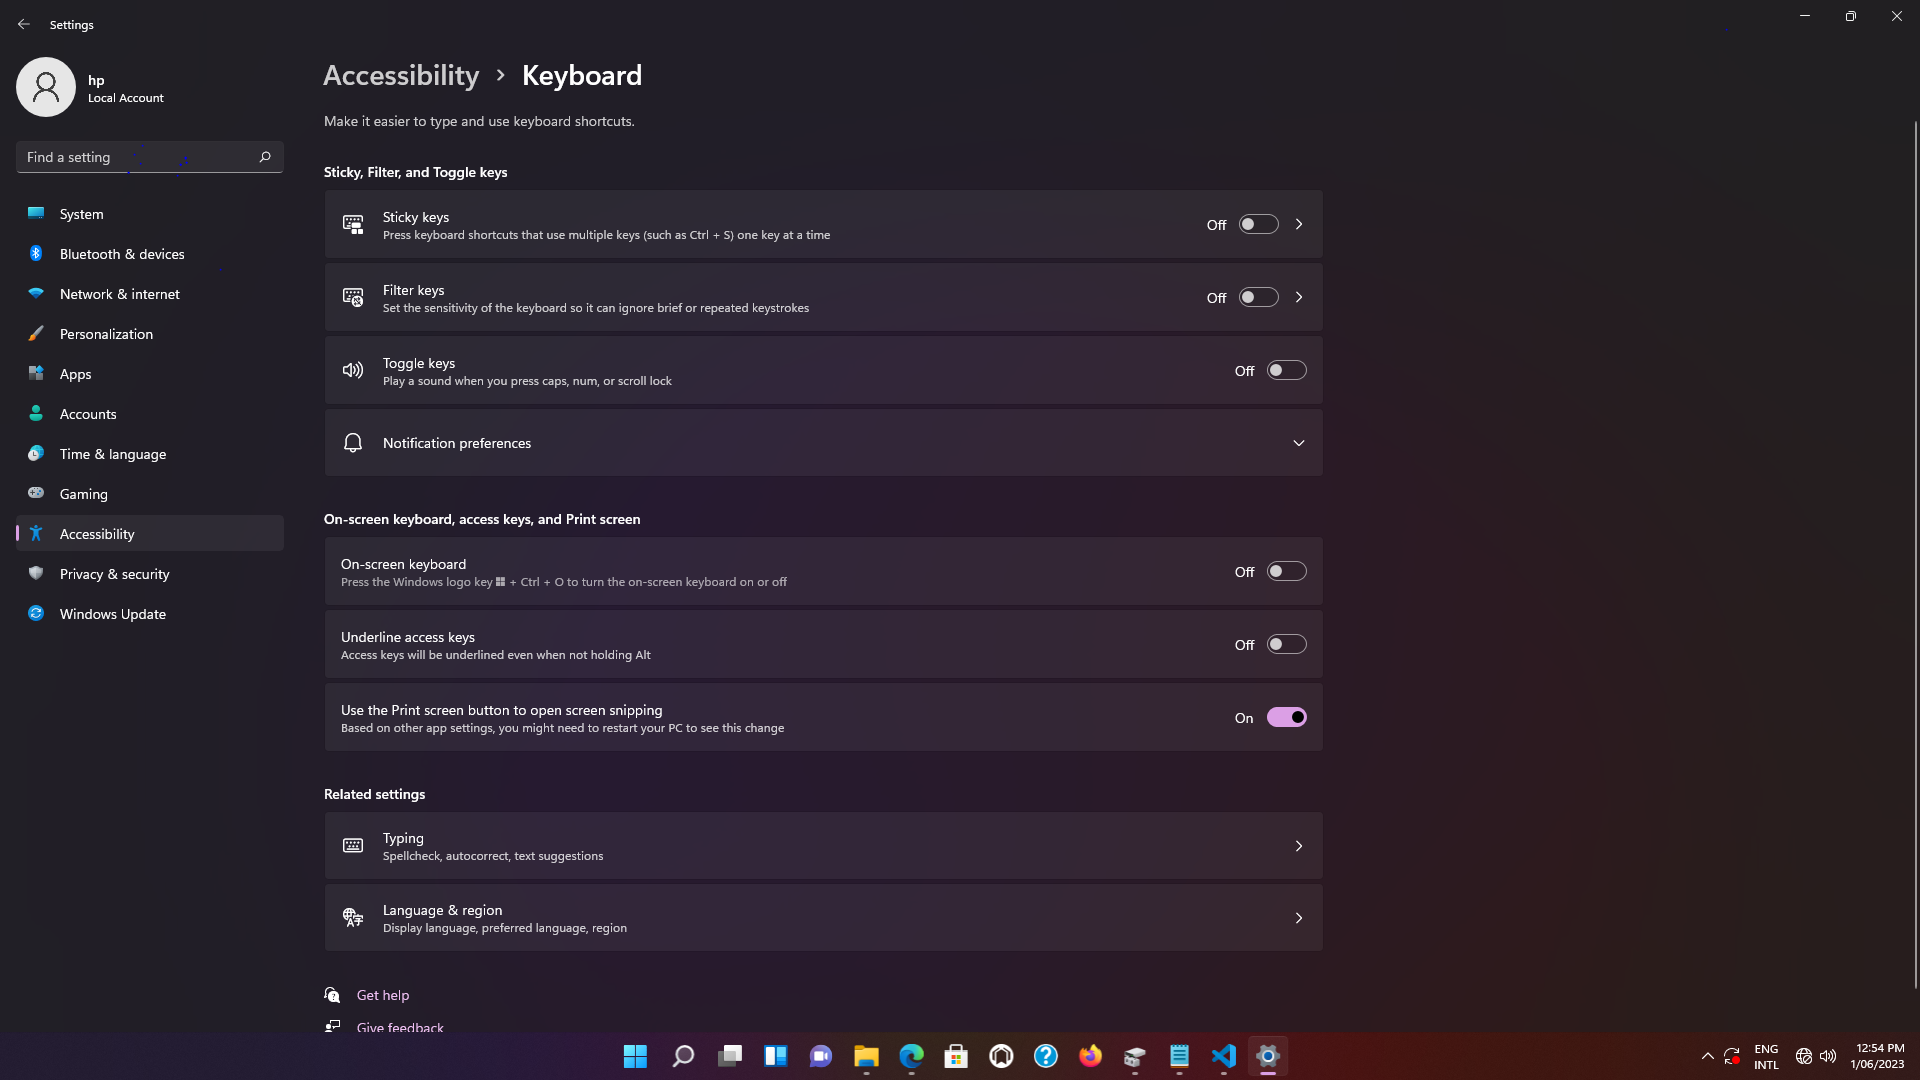 Settings
hp
Local Account
Find a setting
System
Bluetooth & devices
Network & internet
Personalization
Apps
Accounts
Time & language
Gaming
Accessibility
Privacy & security
Windows Update
Accessibility > Keyboard
Make it easier to type and use keyboard shortcuts.
Sticky, Filter, and Toggle keys
Sticky keys
Press keyboard shortcuts that use multiple keys (such as Ctrl + S) one key at a time
Off
Filter keys
Set the sensitivity of the keyboard so it can ignore brief or repeated keystrokes
Off
Toggle keys
Play a sound when you press caps, num, or scroll lock
Off
Notification preferences
On-screen keyboard, access keys, and Print screen
On-screen keyboard
Press the Windows logo key + Ctrl + O to turn the on-screen keyboard on or off
Off
Underline access keys
Access keys will be underlined even when not holding Alt
Off
Use the Print screen button to open screen snipping
Based on other app settings, you might need to restart your PC to see this change
On
Related settings
Typing
Spellcheck, autocorrect, text suggestions
Language & region
Display language, preferred language, region
Get help
Give feedback
ENG
INTL
12:54 PM
1/06/2023